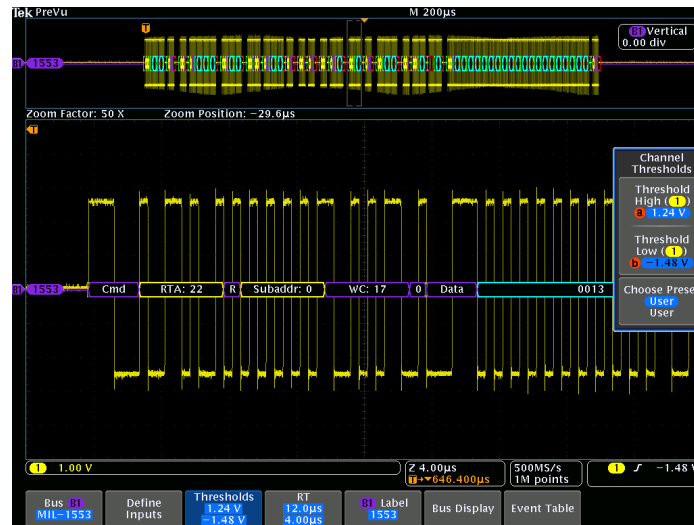 Tek PreVu M 200µs
B1 Vertical
0.00 div
B1 1553
Zoom Factor: 50 X Zoom Position: −29.6µs
Channel
Thresholds
Threshold
High (1)
a 1.24 V
Threshold
Low (1)
b −1.48 V
Choose Prese
User
User
B1 1553 Cmd RTA: 22 R Subaddr: 0 WC: 17 0 Data 0013
1 1.00 V
Z 4.00µs
T→▼646.400µs
500MS/s
1M points
1 ∫ −1.48 V
Bus B1
MIL-1553
Define
Inputs
Thresholds
1.24 V
−1.48 V
RT
12.0µs
4.00µs
B1 Label
1553
Bus Display
Event Table